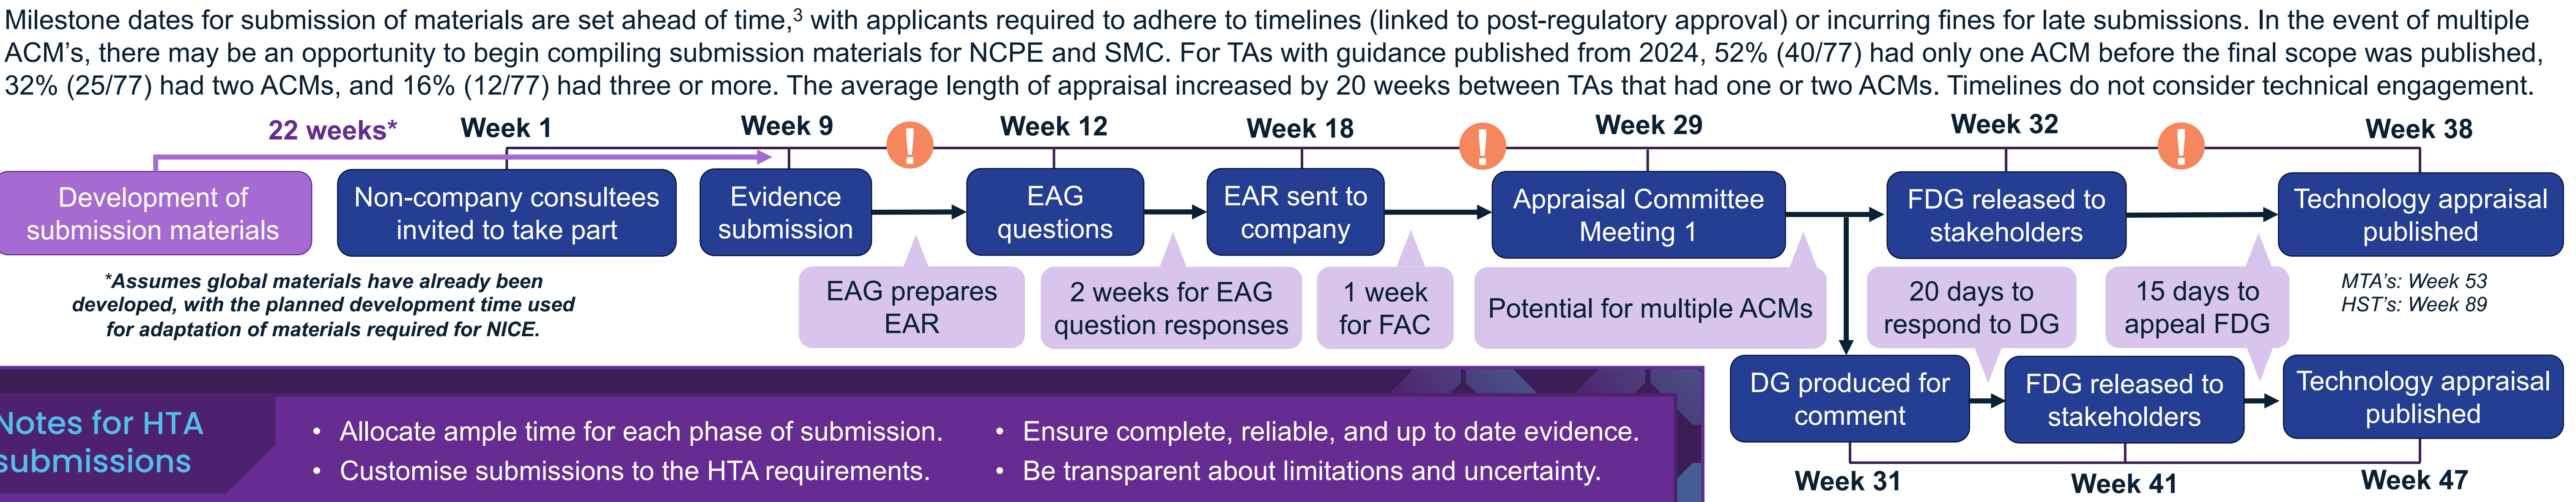 Milestone dates for submission of materials are set ahead of time,³ with applicants required to adhere to timelines (linked to post-regulatory approval) or incurring fines for late submissions. In the event of multiple
ACM's, there may be an opportunity to begin compiling submission materials for NCPE and SMC. For TAs with guidance published from 2024, 52% (40/77) had only one ACM before the final scope was published,
32% (25/77) had two ACMs, and 16% (12/77) had three or more. The average length of appraisal increased by 20 weeks between TAs that had one or two ACMs. Timelines do not consider technical engagement.
22 weeks*
Week 1
Week 9
!
Week 12
Week 18
!
Week 29
Week 32
!
Week 38
Development of
submission materials
Non-company consultees
invited to take part
Evidence
submission
EAG
questions
EAR sent to
company
Appraisal Committee
Meeting 1
FDG released to
stakeholders
Technology appraisal
published
*Assumes global materials have already been
developed, with the planned development time used
for adaptation of materials required for NICE.
EAG prepares
EAR
2 weeks for EAG
question responses
1 week
for FAC
Potential for multiple ACMs
20 days to
respond to DG
15 days to
appeal FDG
MTA's: Week 53
HST's: Week 89
DG produced for
comment
FDG released to
stakeholders
Technology appraisal
published
Week 31
Week 41
Week 47
Notes for HTA
submissions
• Allocate ample time for each phase of submission.
• Customise submissions to the HTA requirements.
• Ensure complete, reliable, and up to date evidence.
• Be transparent about limitations and uncertainty.